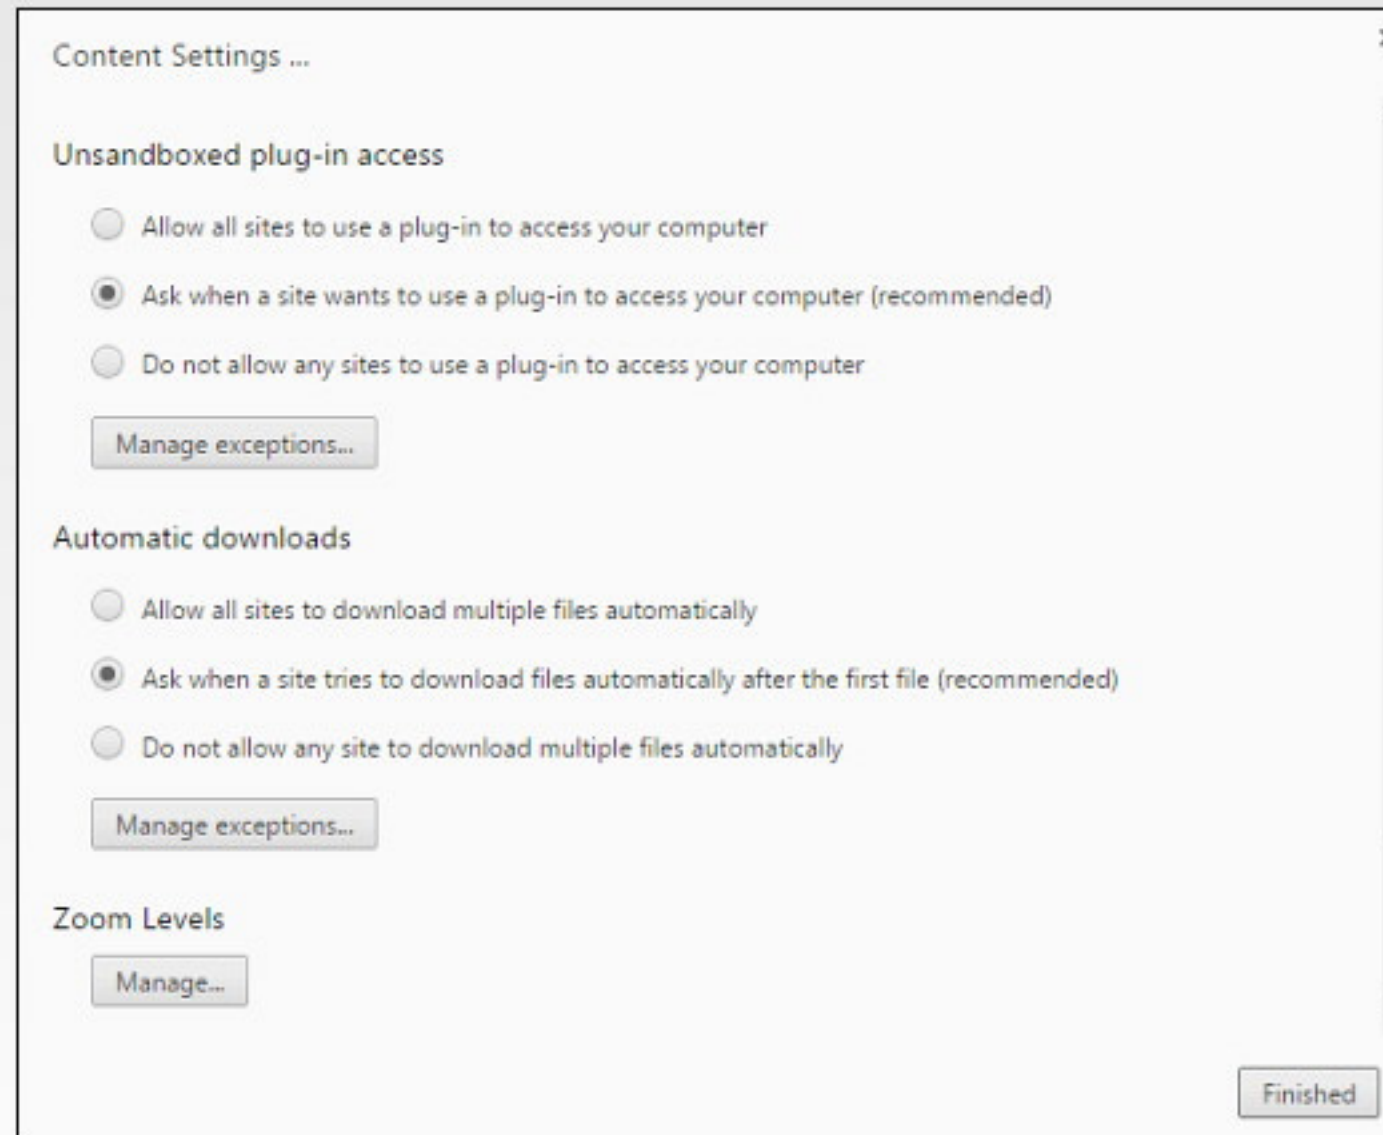 Content Settings ...
Unsandboxed plug-in access
Allow all sites to use a plug-in to access your computer
Ask when a site wants to use a plug-in to access your computer (recommended)
Do not allow any sites to use a plug-in to access your computer
Manage exceptions...
Automatic downloads
Allow all sites to download multiple files automatically
Ask when a site tries to download files automatically after the first file (recommended)
Do not allow any site to download multiple files automatically
Manage exceptions...
Zoom Levels
Manage...
Finished